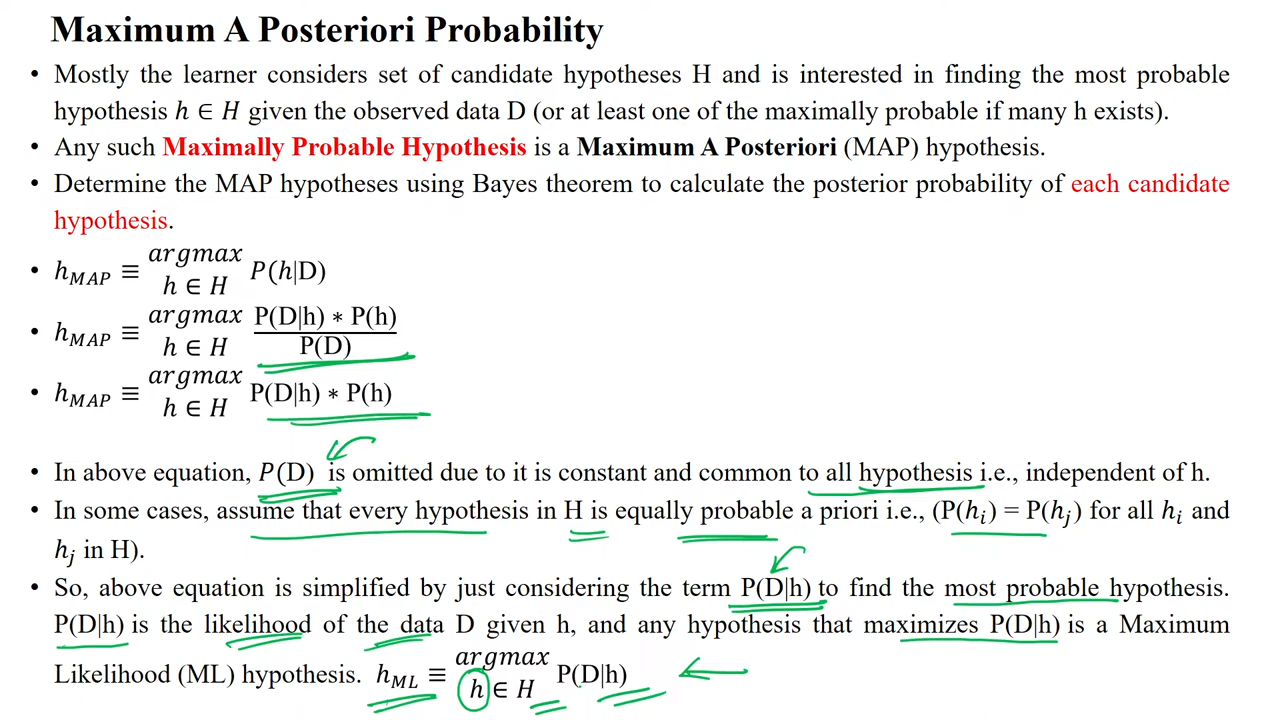 Maximum A Posteriori Probability
• Mostly the learner considers set of candidate hypotheses H and is interested in finding the most probable
hypothesis h ∈ H given the observed data D (or at least one of the maximally probable if many h exists).
• Any such Maximally Probable Hypothesis is a Maximum A Posteriori (MAP) hypothesis.
• Determine the MAP hypotheses using Bayes theorem to calculate the posterior probability of each candidate
hypothesis.
• h_MAP ≡ argmax h ∈ H P(h|D)
• h_MAP ≡ argmax h ∈ H P(D|h) ∗ P(h) / P(D)
• h_MAP ≡ argmax h ∈ H P(D|h) ∗ P(h)
• In above equation, P(D) is omitted due to it is constant and common to all hypothesis i.e., independent of h.
• In some cases, assume that every hypothesis in H is equally probable a priori i.e., (P(h_i) = P(h_j) for all h_i and
h_j in H).
• So, above equation is simplified by just considering the term P(D|h) to find the most probable hypothesis.
P(D|h) is the likelihood of the data D given h, and any hypothesis that maximizes P(D|h) is a Maximum
Likelihood (ML) hypothesis. h_ML ≡ argmax h ∈ H P(D|h)